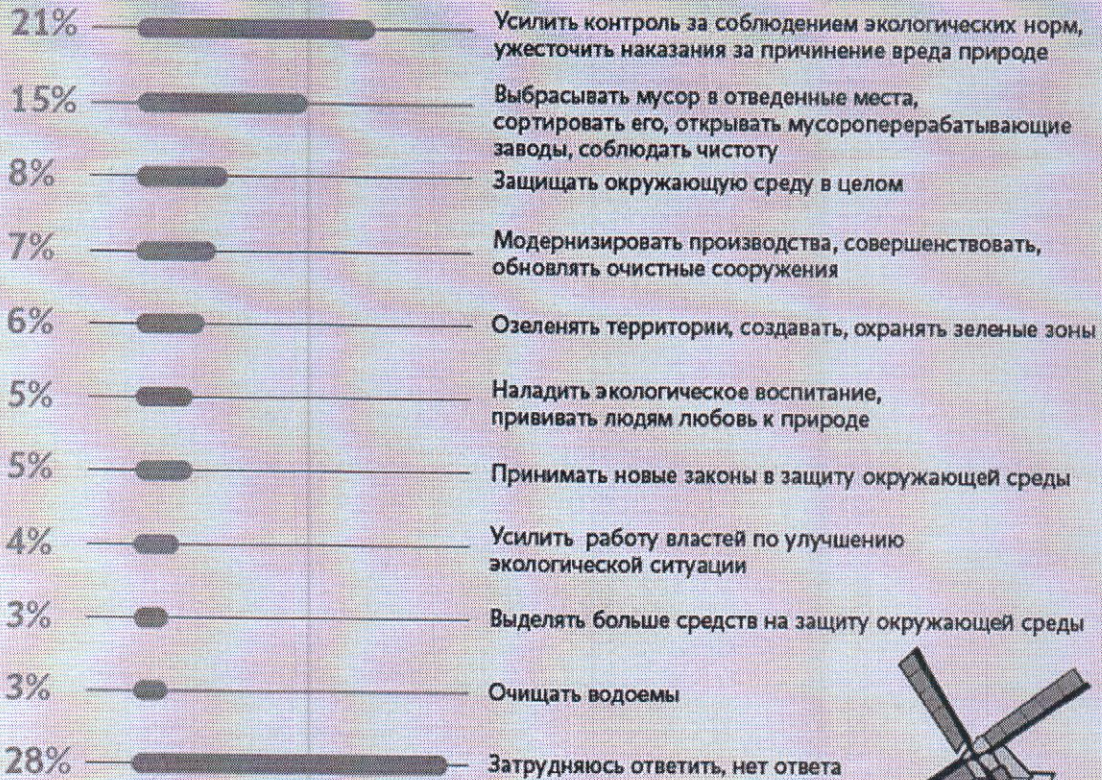 21%
Усилить контроль за соблюдением экологических норм,
ужесточить наказания за причинение вреда природе
15%
Выбрасывать мусор в отведенные места,
сортировать его, открывать мусороперерабатывающие
заводы, соблюдать чистоту
8%
Защищать окружающую среду в целом
7%
Модернизировать производства, совершенствовать,
обновлять очистные сооружения
6%
Озеленять территории, создавать, охранять зеленые зоны
5%
Наладить экологическое воспитание,
прививать людям любовь к природе
5%
Принимать новые законы в защиту окружающей среды
4%
Усилить работу властей по улучшению
экологической ситуации
3%
Выделять больше средств на защиту окружающей среды
3%
Очищать водоемы
28%
Затрудняюсь ответить, нет ответа